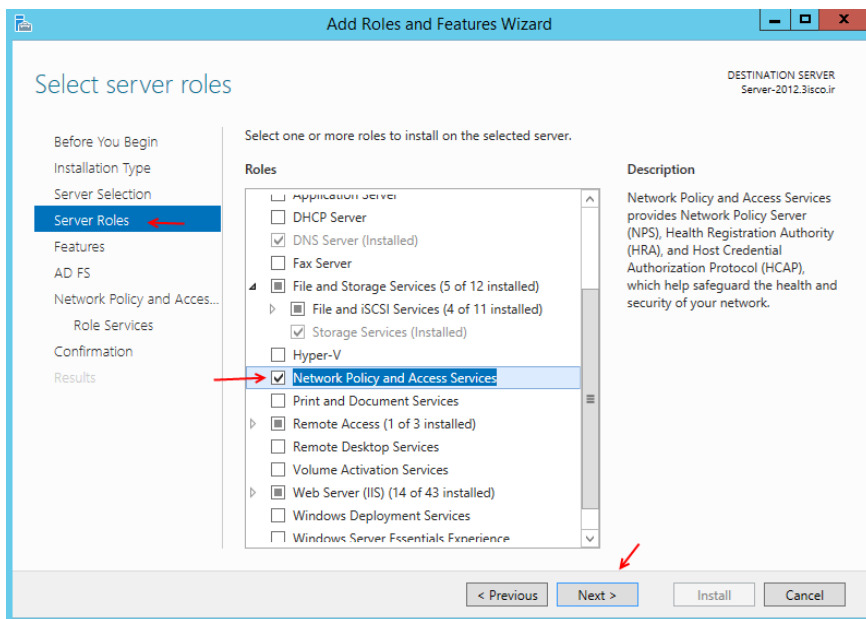 Add Roles and Features Wizard
Select server roles
DESTINATION SERVER
Server-2012.3isco.ir
Before You Begin
Installation Type
Server Selection
Server Roles
Features
AD FS
Network Policy and Acces...
Role Services
Confirmation
Results
Select one or more roles to install on the selected server.
Roles
Application Server
DHCP Server
DNS Server (Installed)
Fax Server
File and Storage Services (5 of 12 installed)
File and iSCSI Services (4 of 11 installed)
Storage Services (Installed)
Hyper-V
Network Policy and Access Services
Print and Document Services
Remote Access (1 of 3 installed)
Remote Desktop Services
Volume Activation Services
Web Server (IIS) (14 of 43 installed)
Windows Deployment Services
Windows Server Essentials Experience
Description
Network Policy and Access Services
provides Network Policy Server
(NPS), Health Registration Authority
(HRA), and Host Credential
Authorization Protocol (HCAP),
which help safeguard the health and
security of your network.
< Previous
Next >
Install
Cancel